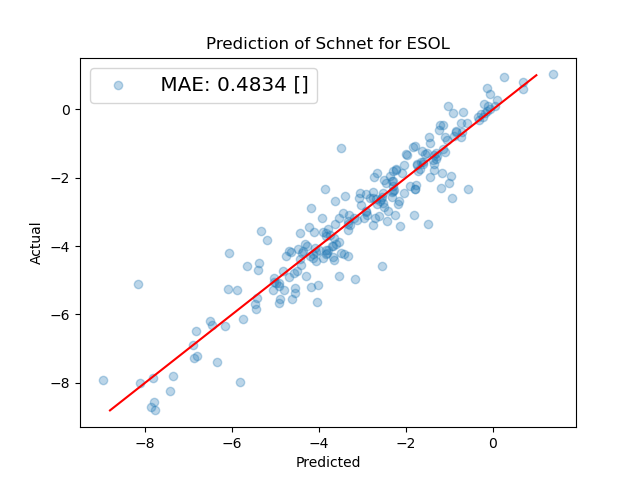 Prediction of Schnet for ESOL
MAE: 0.4834 []
Actual
0
−2
−4
−6
−8
−8 −6 −4 −2 0
Predicted